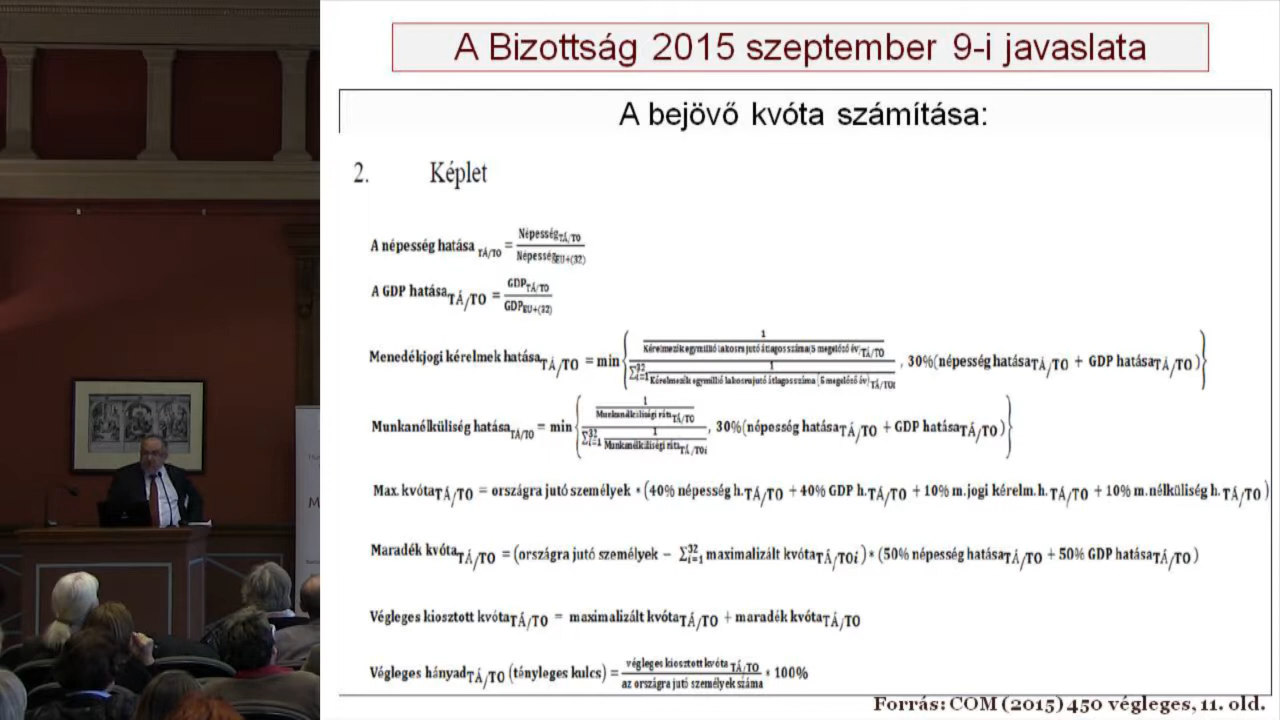 A Bizottság 2015 szeptember 9-i javaslata
A bejövő kvóta számítása:
2. Képlet
A népesség hatása TÁ/TO = Népesség TÁ/TO / Népesség EU+(32)
A GDP hatása TÁ/TO = GDP TÁ/TO / GDP EU+(32)
Menedékjogi kérelmek hatása TÁ/TO = min { 1 / Kérelmezők egymillió lakosra jutó átlagos száma (5 megelőző év) TÁ/TO / ∑ 32 i=1 1 / Kérelmezők egymillió lakosra jutó átlagos száma (5 megelőző év) TÁ/TOi , 30%(népesség hatása TÁ/TO + GDP hatása TÁ/TO ) }
Munkanélküliség hatása TÁ/TO = min { 1 / Munkanélküliségi ráta TÁ/TO / ∑ 32 i=1 1 / Munkanélküliségi ráta TÁ/TOi , 30%(népesség hatása TÁ/TO + GDP hatása TÁ/TO ) }
Max. kvóta TÁ/TO = országra jutó személyek * (40% népesség h. TÁ/TO + 40% GDP h. TÁ/TO + 10% m.jogi kérelm.h. TÁ/TO + 10% m.nélküliség h. TÁ/TO )
Maradék kvóta TÁ/TO = (országra jutó személyek − ∑ 32 i=1 maximalizált kvóta TÁ/TOi ) * (50% népesség hatása TÁ/TO + 50% GDP hatása TÁ/TO )
Végleges kiosztott kvóta TÁ/TO = maximalizált kvóta TÁ/TO + maradék kvóta TÁ/TO
Végleges hányad TÁ/TO (tényleges kulcs) = végleges kiosztott kvóta TÁ/TO / az országra jutó személyek száma * 100%
Forrás: COM (2015) 450 végleges, 11. old.